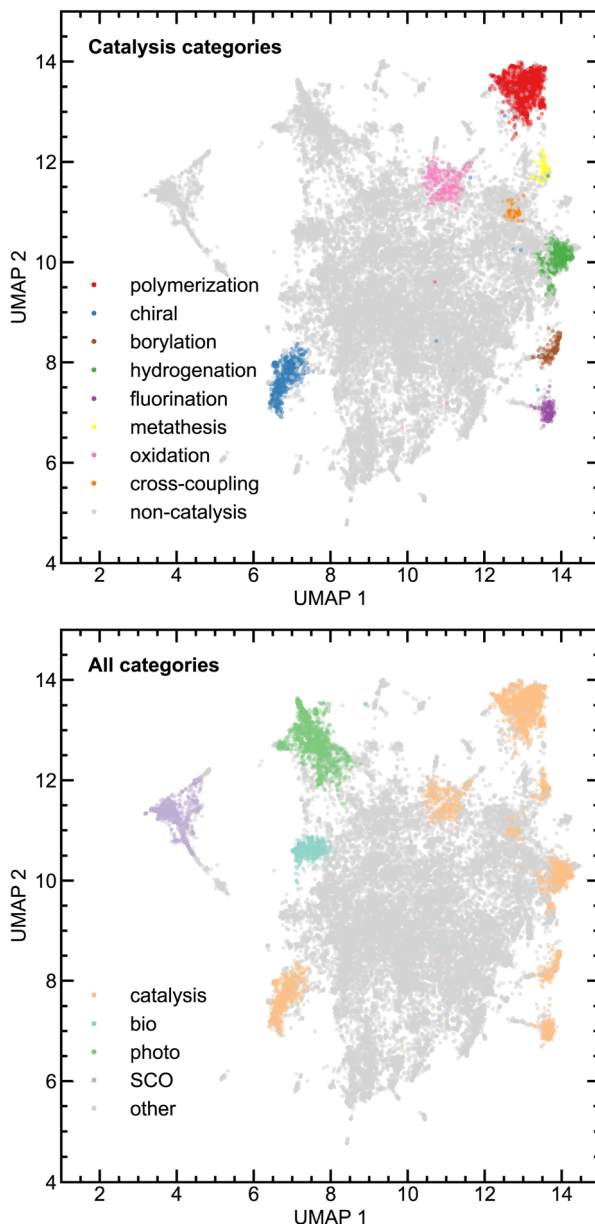 Catalysis categories
14
12
10
8
6
4
UMAP 2
polymerization
chiral
borylation
hydrogenation
fluorination
metathesis
oxidation
cross-coupling
non-catalysis
2 4 6 8 10 12 14
UMAP 1
All categories
14
12
10
8
6
4
UMAP 2
catalysis
bio
photo
SCO
other
2 4 6 8 10 12 14
UMAP 1